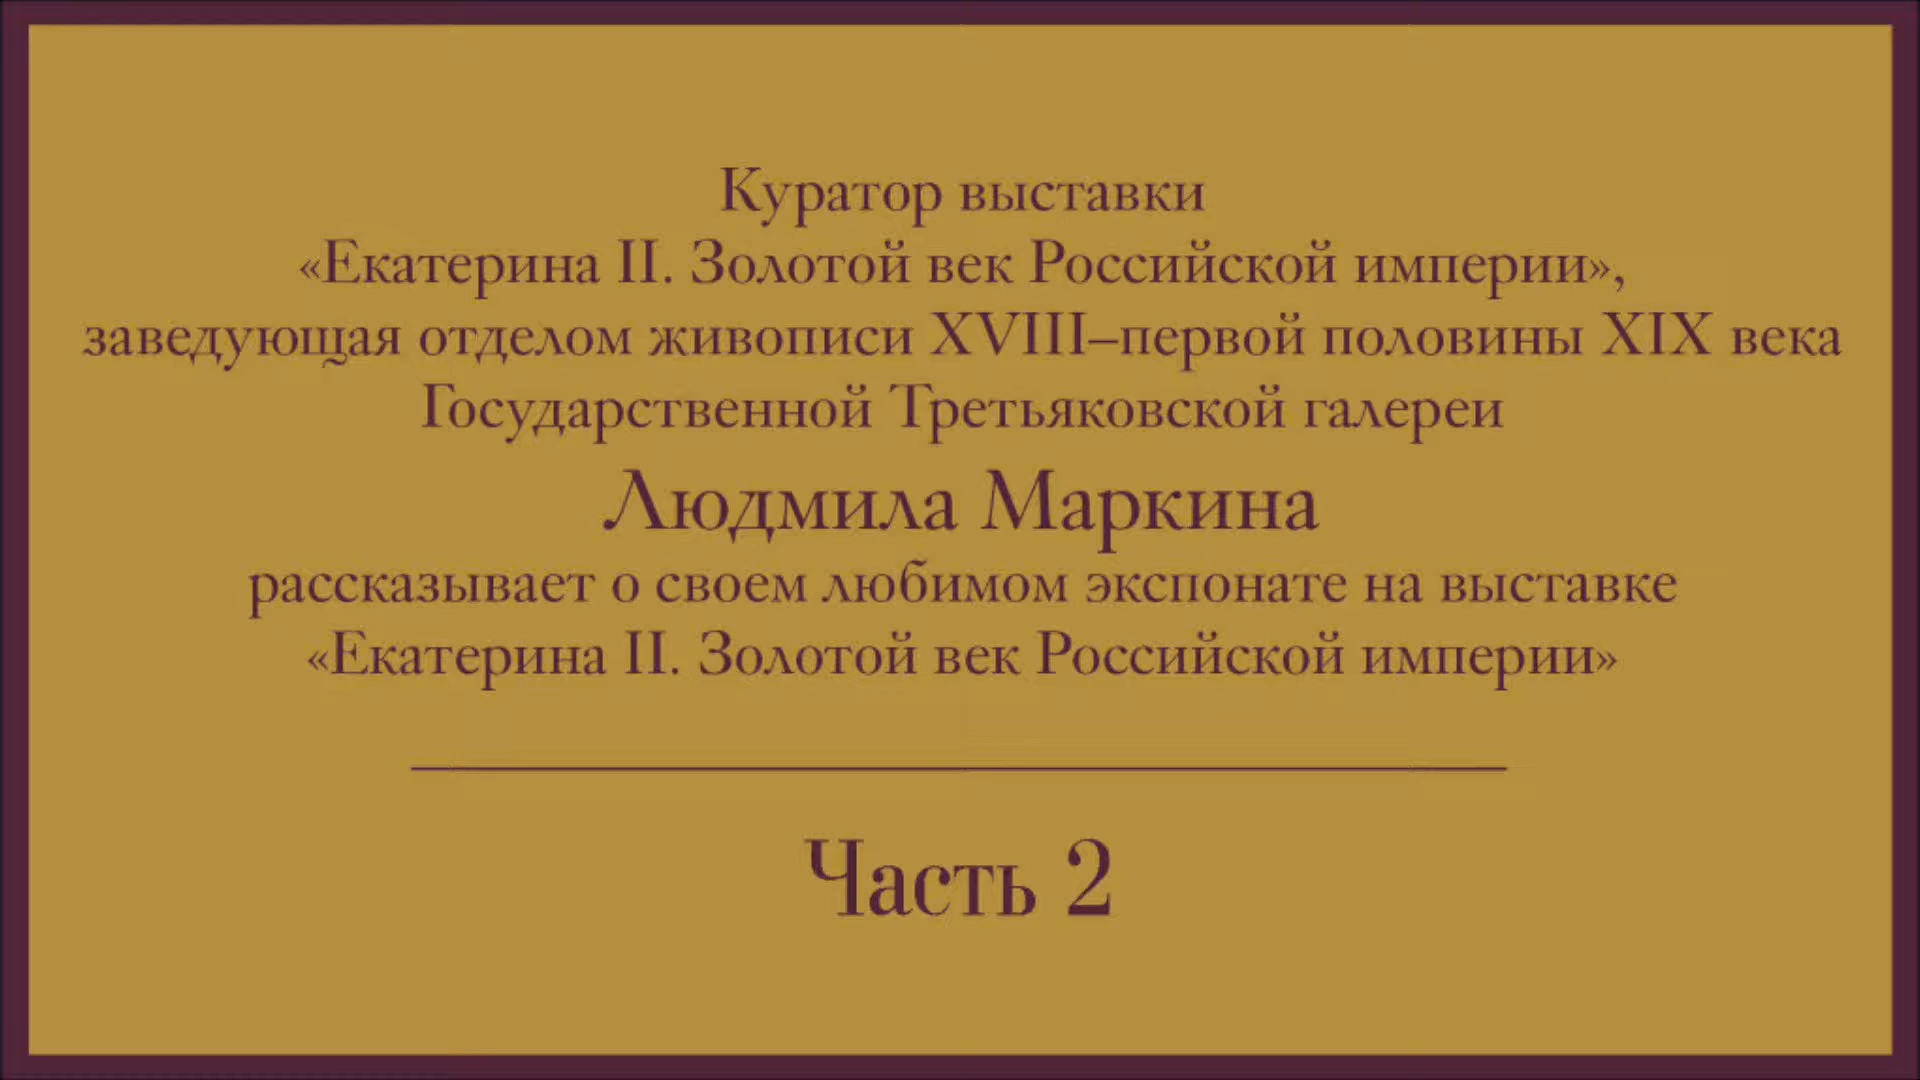 Куратор выставки
«Екатерина II. Золотой век Российской империи»,
заведующая отделом живописи XVIII–первой половины XIX века
Государственной Третьяковской галереи
Людмила Маркина
рассказывает о своем любимом экспонате на выставке
«Екатерина II. Золотой век Российской империи»
Часть 2